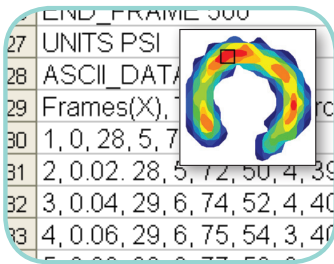 END_FRAME 500
27 UNITS PSI
28 ASCII_DATA
29 Frames(X),
30 1, 0, 28, 5, 7
31 2, 0.02. 28, 5, 72, 50, 4, 39
32 3, 0.04, 29, 6, 74, 52, 4, 40
33 4, 0.06, 29, 6, 75, 54, 3, 40